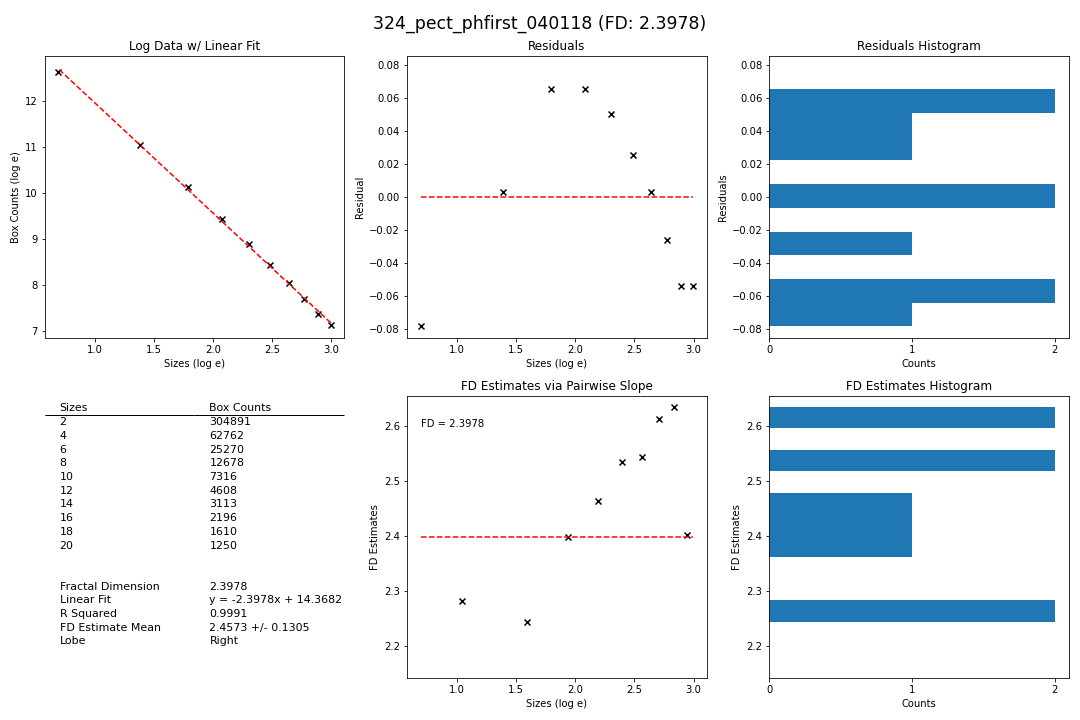 324_pect_phfirst_040118 (FD: 2.3978)
Log Data w/ Linear Fit
Box Counts (log e)
12
11
10
9
8
7
1.0 1.5 2.0 2.5 3.0
Sizes (log e)
Residuals
Residual
0.08
0.06
0.04
0.02
0.00
−0.02
−0.04
−0.06
−0.08
1.0 1.5 2.0 2.5 3.0
Sizes (log e)
Residuals Histogram
Residuals
0.08
0.06
0.04
0.02
0.00
−0.02
−0.04
−0.06
−0.08
0 1 2
Counts
Sizes Box Counts
2 304891
4 62762
6 25270
8 12678
10 7316
12 4608
14 3113
16 2196
18 1610
20 1250
Fractal Dimension 2.3978
Linear Fit y = -2.3978x + 14.3682
R Squared 0.9991
FD Estimate Mean 2.4573 +/- 0.1305
Lobe Right
FD Estimates via Pairwise Slope
FD = 2.3978
FD Estimates
2.6
2.5
2.4
2.3
2.2
1.0 1.5 2.0 2.5 3.0
Sizes (log e)
FD Estimates Histogram
FD Estimates
2.6
2.5
2.4
2.3
2.2
0 1 2
Counts